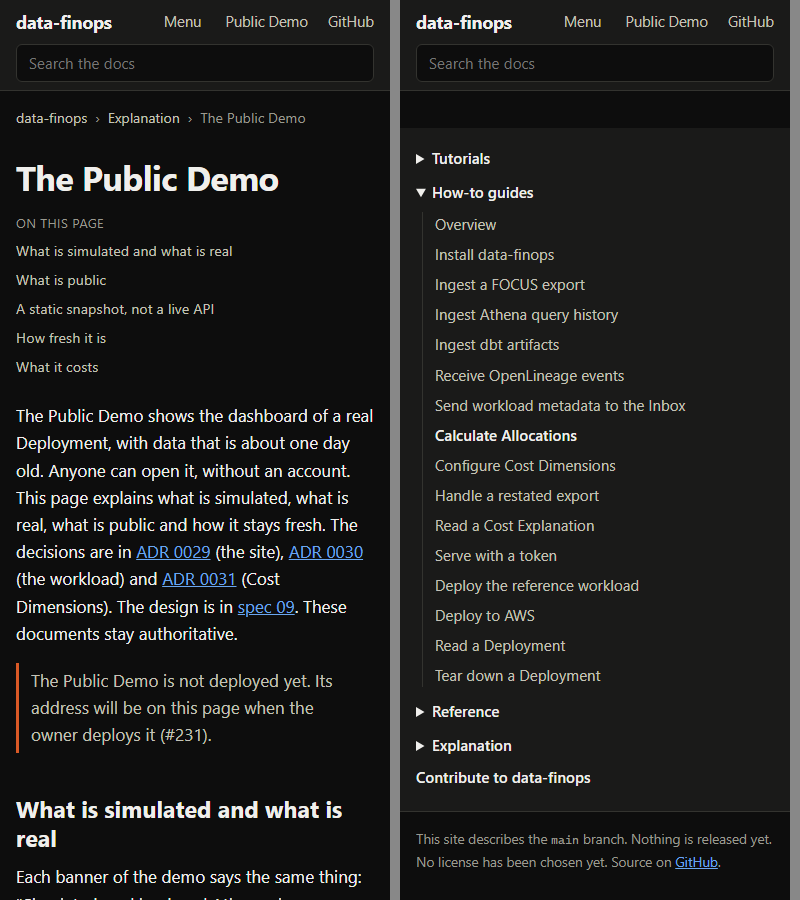 data-finops Menu Public Demo GitHub
Search the docs
data-finops › Explanation › The Public Demo
The Public Demo
ON THIS PAGE
What is simulated and what is real
What is public
A static snapshot, not a live API
How fresh it is
What it costs
The Public Demo shows the dashboard of a real
Deployment, with data that is about one day
old. Anyone can open it, without an account.
This page explains what is simulated, what is
real, what is public and how it stays fresh. The
decisions are in ADR 0029 (the site), ADR 0030
(the workload) and ADR 0031 (Cost
Dimensions). The design is in spec 09. These
documents stay authoritative.
The Public Demo is not deployed yet. Its
address will be on this page when the
owner deploys it (#231).
What is simulated and what is
real
Each banner of the demo says the same thing:
data-finops Menu Public Demo GitHub
Search the docs
▶ Tutorials
▼ How-to guides
Overview
Install data-finops
Ingest a FOCUS export
Ingest Athena query history
Ingest dbt artifacts
Receive OpenLineage events
Send workload metadata to the Inbox
Calculate Allocations
Configure Cost Dimensions
Handle a restated export
Read a Cost Explanation
Serve with a token
Deploy the reference workload
Deploy to AWS
Read a Deployment
Tear down a Deployment
▶ Reference
▶ Explanation
Contribute to data-finops
This site describes the main branch. Nothing is released yet.
No license has been chosen yet. Source on GitHub.